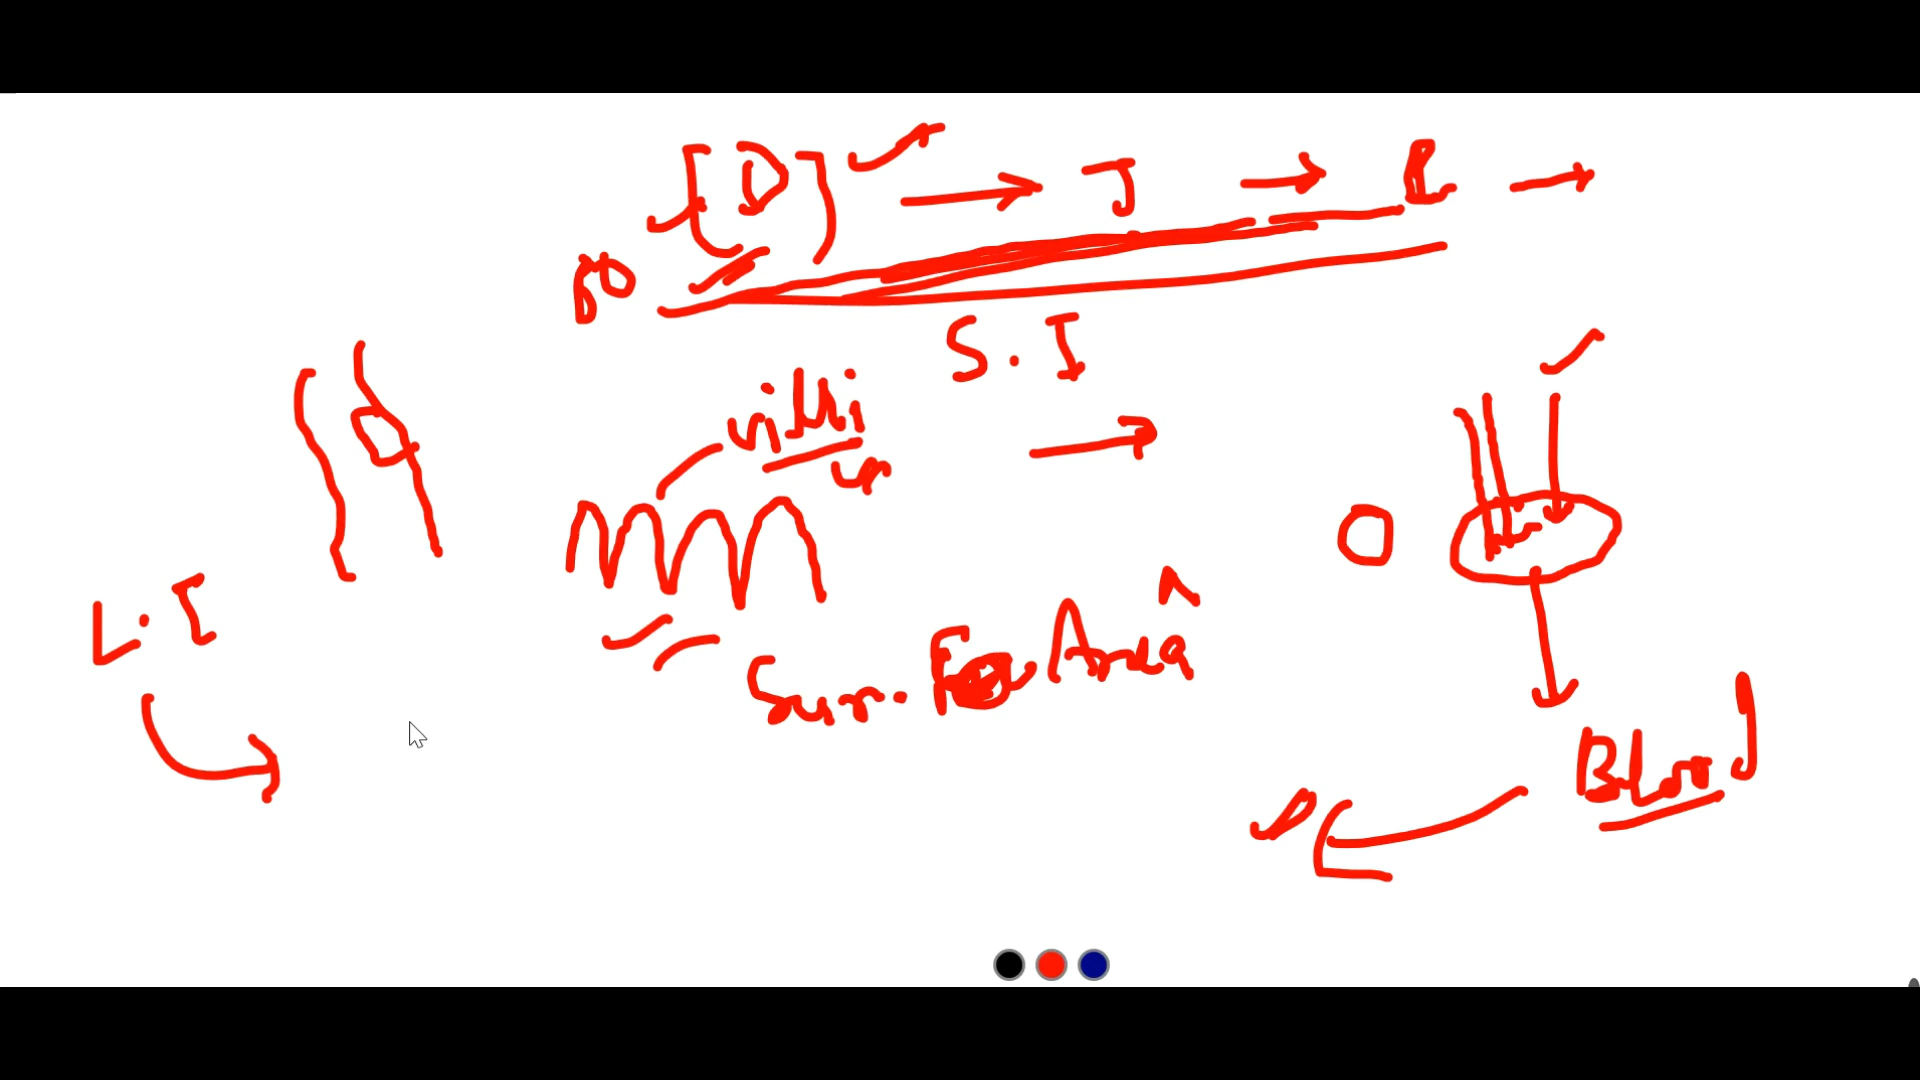 [D] → J → I →
S.I
villi
L.I
Sur. Area
Blood